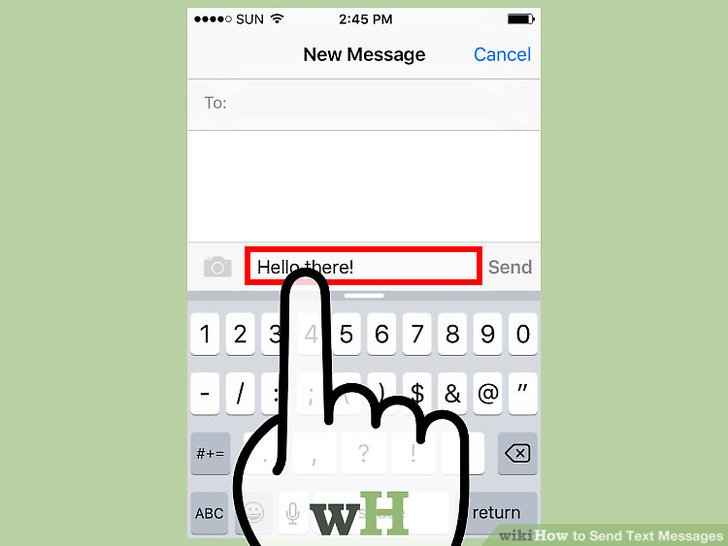 SUN 2:45 PM
New Message Cancel
To:
Hello there! Send
1 2 3 4 5 6 7 8 9 0
- / : ; ( ) $ & @ "
#+= . , ? !
ABC space return
wH
wikiHow to Send Text Messages